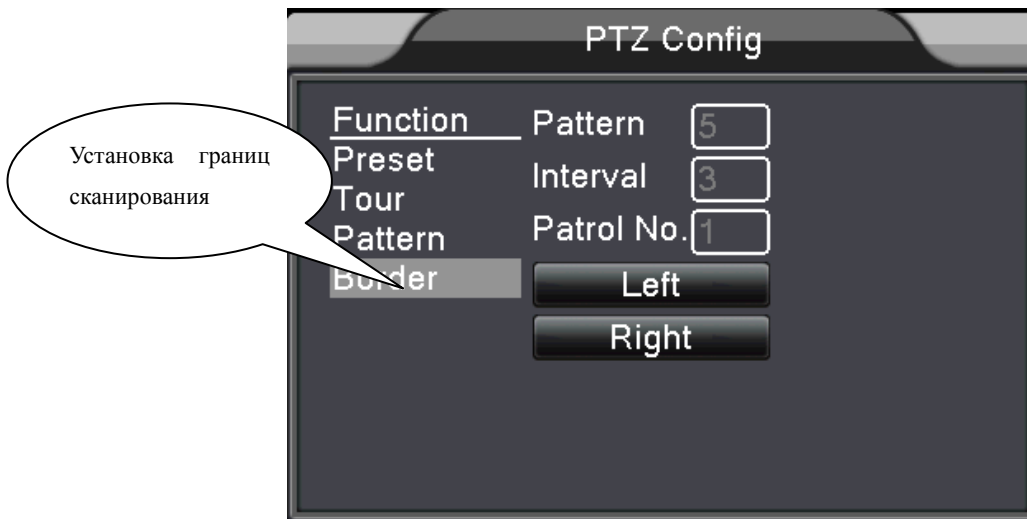 PTZ Config
Установка границ
сканирования
Function
Preset
Tour
Pattern
Border
Pattern 5
Interval 3
Patrol No. 1
Left
Right